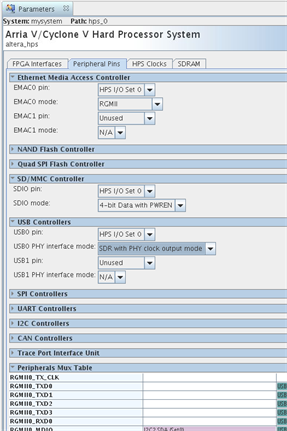 Parameters
System: mysystem Path: hps_0
Arria V/Cyclone V Hard Processor System
altera_hps
FPGA Interfaces Peripheral Pins HPS Clocks SDRAM
Ethernet Media Access Controller
EMAC0 pin: HPS I/O Set 0
EMAC0 mode: RGMII
EMAC1 pin: Unused
EMAC1 mode: N/A
NAND Flash Controller
Quad SPI Flash Controller
SD/MMC Controller
SDIO pin: HPS I/O Set 0
SDIO mode: 4-bit Data with PWREN
USB Controllers
USB0 pin: HPS I/O Set 0
USB0 PHY interface mode: SDR with PHY clock output mode
USB1 pin: Unused
USB1 PHY interface mode: N/A
SPI Controllers
UART Controllers
I2C Controllers
CAN Controllers
Trace Port Interface Unit
Peripherals Mux Table
RGMII0_TX_CLK
RGMII0_TXD0
RGMII0_TXD1
RGMII0_TXD2
RGMII0_TXD3
RGMII0_RXD0
RGMII0_MDIO I2C2.SDA (Set0)